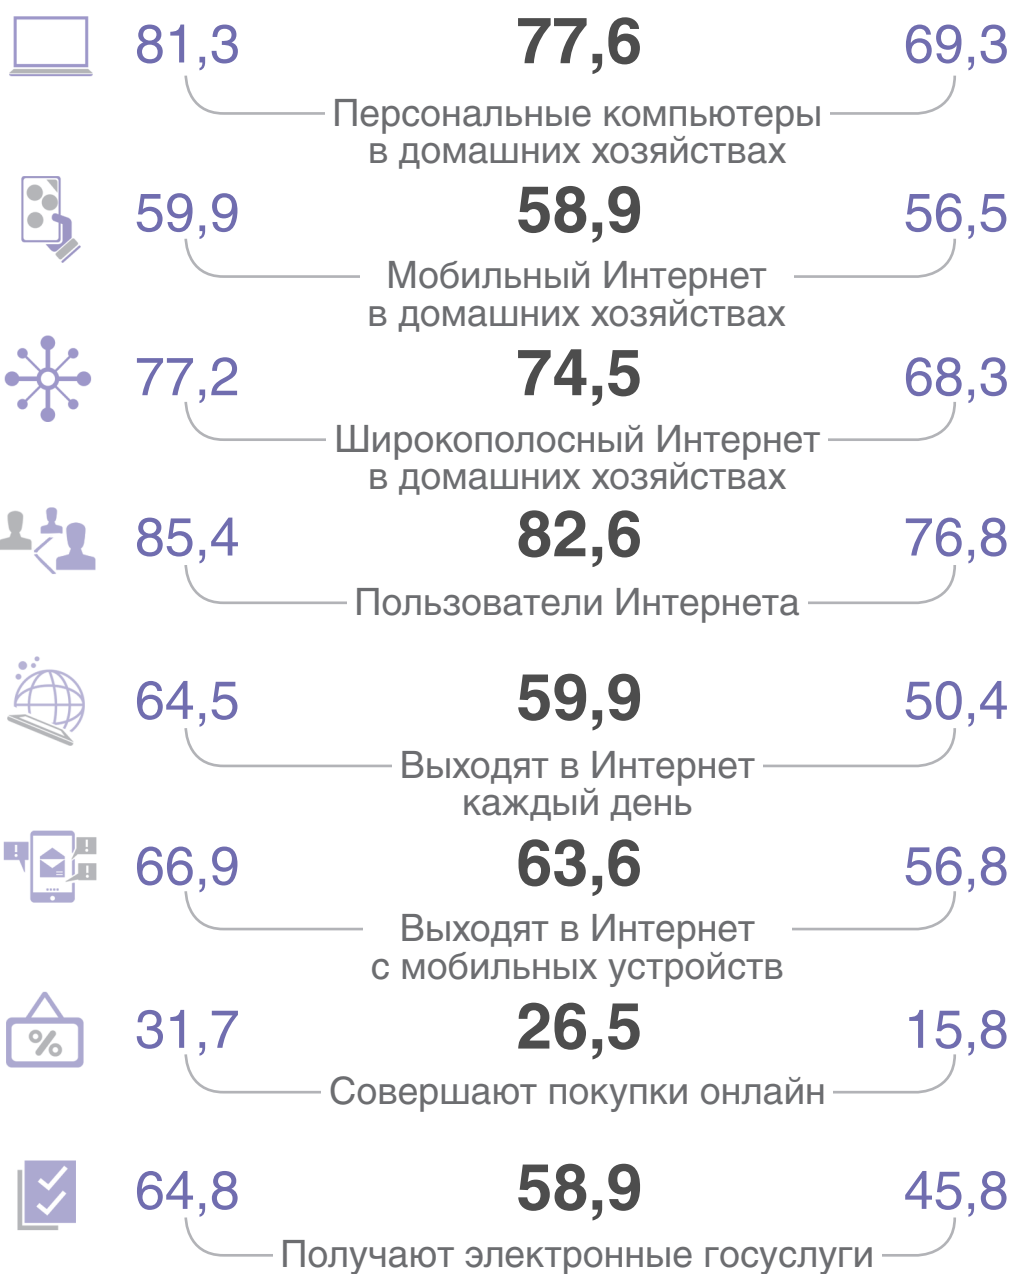 81,3 77,6 69,3
Персональные компьютеры
в домашних хозяйствах
59,9 58,9 56,5
Мобильный Интернет
в домашних хозяйствах
77,2 74,5 68,3
Широкополосный Интернет
в домашних хозяйствах
85,4 82,6 76,8
Пользователи Интернета
64,5 59,9 50,4
Выходят в Интернет
каждый день
66,9 63,6 56,8
Выходят в Интернет
с мобильных устройств
%
31,7 26,5 15,8
Совершают покупки онлайн
64,8 58,9 45,8
Получают электронные госуслуги